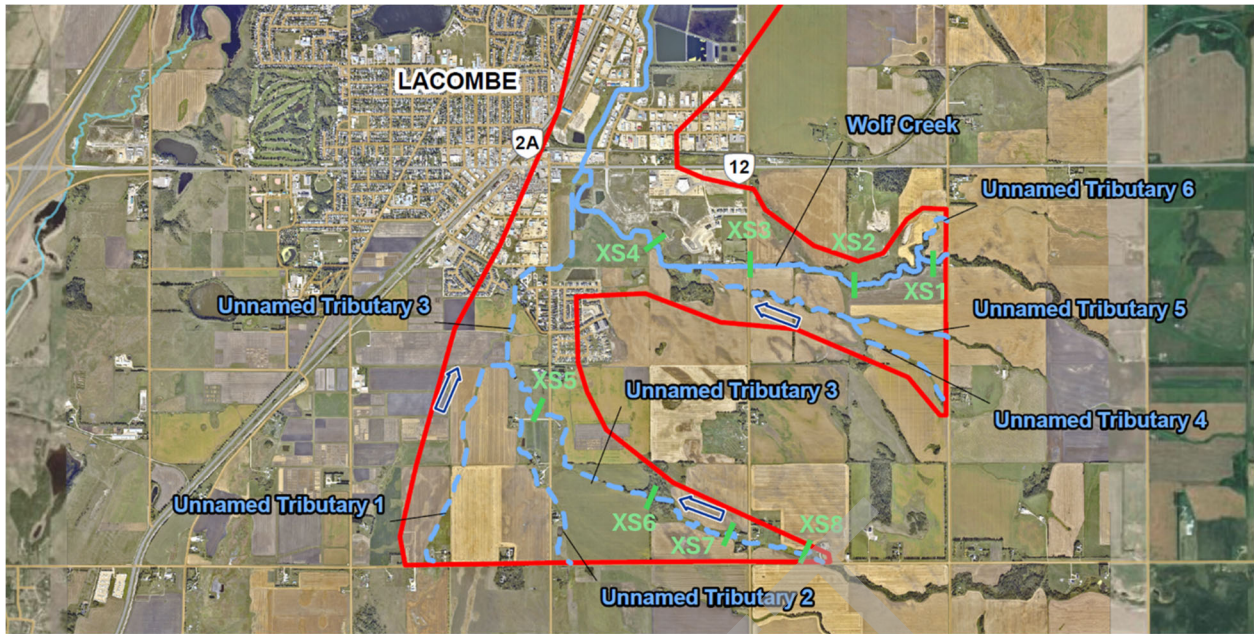 LACOMBE
2A
Wolf Creek
12
Unnamed Tributary 6
XS3
XS2
XS4
XS1
Unnamed Tributary 3
Unnamed Tributary 5
XS5
Unnamed Tributary 3
Unnamed Tributary 4
Unnamed Tributary 1
XS6
XS8
XS7
Unnamed Tributary 2